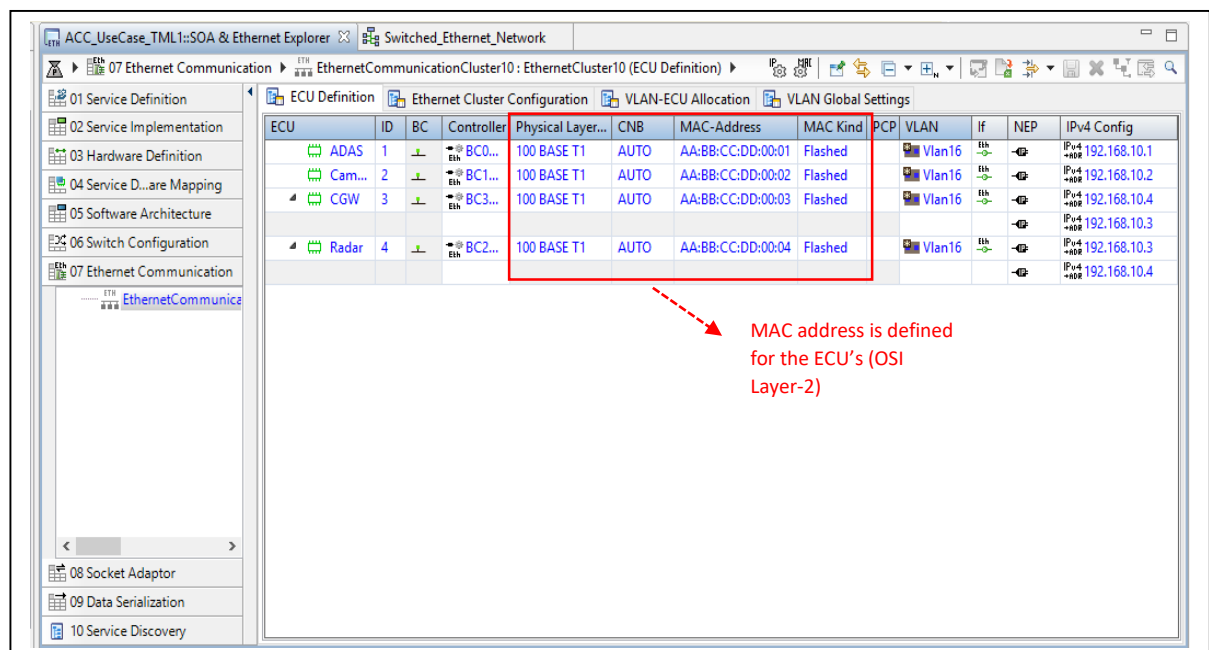 ACC_UseCase_TML1::SOA & Ethernet Explorer Switched_Ethernet_Network
07 Ethernet Communication EthernetCommunicationCluster10 : EthernetCluster10 (ECU Definition)
01 Service Definition
02 Service Implementation
03 Hardware Definition
04 Service D...are Mapping
05 Software Architecture
06 Switch Configuration
07 Ethernet Communication
EthernetCommunica
08 Socket Adaptor
09 Data Serialization
10 Service Discovery
ECU Definition Ethernet Cluster Configuration VLAN-ECU Allocation VLAN Global Settings
ECU ID BC Controller Physical Layer... CNB MAC-Address MAC Kind PCP VLAN If NEP IPv4 Config
ADAS 1 BC0... 100 BASE T1 AUTO AA:BB:CC:DD:00:01 Flashed Vlan16 192.168.10.1
Cam... 2 BC1... 100 BASE T1 AUTO AA:BB:CC:DD:00:02 Flashed Vlan16 192.168.10.2
CGW 3 BC3... 100 BASE T1 AUTO AA:BB:CC:DD:00:03 Flashed Vlan16 192.168.10.4
192.168.10.3
Radar 4 BC2... 100 BASE T1 AUTO AA:BB:CC:DD:00:04 Flashed Vlan16 192.168.10.3
192.168.10.4
MAC address is defined
for the ECU's (OSI
Layer-2)